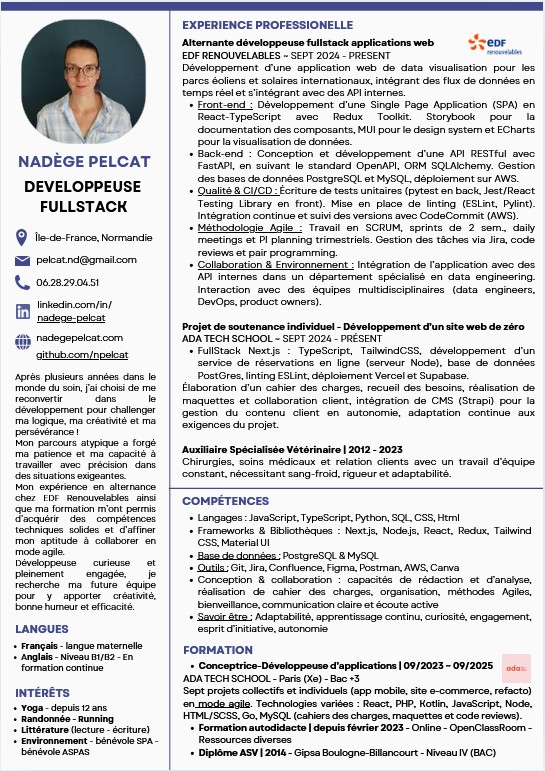 NADÈGE PELCAT
DEVELOPPEUSE
FULLSTACK
Île-de-France, Normandie
pelcat.nd@gmail.com
06.28.29.04.51
linkedin.com/in/
nadege-pelcat
nadegepelcat.com
github.com/npelcat
Après plusieurs années dans le
monde du soin, j'ai choisi de me
reconvertir dans le
développement pour challenger
ma logique, ma créativité et ma
persévérance !
Mon parcours atypique a forgé
ma patience et ma capacité à
travailler avec précision dans
des situations exigeantes.
Mon expérience en alternance
chez EDF Renouvelables ainsi
que ma formation m'ont permis
d'acquérir des compétences
techniques solides et d'affiner
mon aptitude à collaborer en
mode agile.
Développeuse curieuse et
pleinement engagée, je
recherche ma future équipe
pour y apporter créativité,
bonne humeur et efficacité.
LANGUES
• Français - langue maternelle
• Anglais - Niveau B1/B2 - En
formation continue
INTÉRÊTS
• Yoga - depuis 12 ans
• Randonnée - Running
• Littérature (lecture - écriture)
• Environnement - bénévole SPA -
bénévole ASPAS
EXPERIENCE PROFESSIONELLE
Alternante développeuse fullstack applications web
edf
renouvelables
EDF RENOUVELABLES ~ SEPT 2024 - PRESENT
Développement d'une application web de data visualisation pour les
parcs éoliens et solaires internationaux, intégrant des flux de données en
temps réel et s'intégrant avec des API internes.
• Front-end : Développement d'une Single Page Application (SPA) en
React-TypeScript avec Redux Toolkit. Storybook pour la
documentation des composants, MUI pour le design system et ECharts
pour la visualisation de données.
• Back-end : Conception et développement d'une API RESTful avec
FastAPI, en suivant le standard OpenAPI, ORM SQLAlchemy. Gestion
des bases de données PostgreSQL et MySQL, déploiement sur AWS.
• Qualité & CI/CD : Écriture de tests unitaires (pytest en back, Jest/React
Testing Library en front). Mise en place de linting (ESLint, Pylint).
Intégration continue et suivi des versions avec CodeCommit (AWS).
• Méthodologie Agile : Travail en SCRUM, sprints de 2 sem., daily
meetings et PI planning trimestriels. Gestion des tâches via Jira, code
reviews et pair programming.
• Collaboration & Environnement : Intégration de l'application avec des
API internes dans un département spécialisé en data engineering.
Interaction avec des équipes multidisciplinaires (data engineers,
DevOps, product owners).
Projet de soutenance individuel - Développement d'un site web de zéro
ADA TECH SCHOOL ~ SEPT 2024 - PRÉSENT
• FullStack Next.js : TypeScript, TailwindCSS, développement d'un
service de réservations en ligne (serveur Node), base de données
PostGres, linting ESLint, déploiement Vercel et Supabase.
Élaboration d'un cahier des charges, recueil des besoins, réalisation de
maquettes et collaboration client, intégration de CMS (Strapi) pour la
gestion du contenu client en autonomie, adaptation continue aux
exigences du projet.
Auxiliaire Spécialisée Vétérinaire | 2012 - 2023
Chirurgies, soins médicaux et relation clients avec un travail d'équipe
constant, nécessitant sang-froid, rigueur et adaptabilité.
COMPÉTENCES
• Langages : JavaScript, TypeScript, Python, SQL, CSS, Html
• Frameworks & Bibliothèques : Next.js, Node.js, React, Redux, Tailwind
CSS, Material UI
• Base de données : PostgreSQL & MySQL
• Outils : Git, Jira, Confluence, Figma, Postman, AWS, Canva
• Conception & collaboration : capacités de rédaction et d'analyse,
réalisation de cahier des charges, organisation, méthodes Agiles,
bienveillance, communication claire et écoute active
• Savoir être : Adaptabilité, apprentissage continu, curiosité, engagement,
esprit d'initiative, autonomie
FORMATION
• Conceptrice-Développeuse d'applications | 09/2023 – 09/2025
ada
ADA TECH SCHOOL - Paris (Xe) - Bac +3
Sept projets collectifs et individuels (app mobile, site e-commerce, refacto)
en mode agile. Technologies variées : React, PHP, Kotlin, JavaScript, Node,
HTML/SCSS, Go, MySQL (cahiers des charges, maquettes et code reviews).
• Formation autodidacte | depuis février 2023 - Online - OpenClassRoom -
Ressources diverses
• Diplôme ASV | 2014 - Gipsa Boulogne-Billancourt - Niveau IV (BAC)